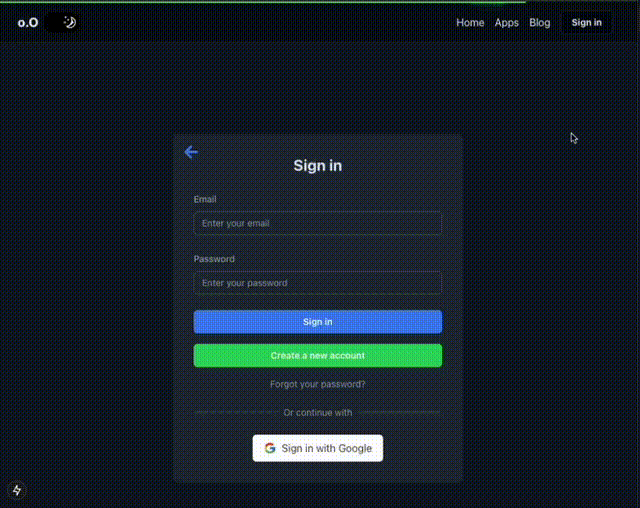 o.O
Home Apps Blog Sign in
Sign in
Email
Enter your email
Password
Enter your password
Sign in
Create a new account
Forgot your password?
Or continue with
Sign in with Google